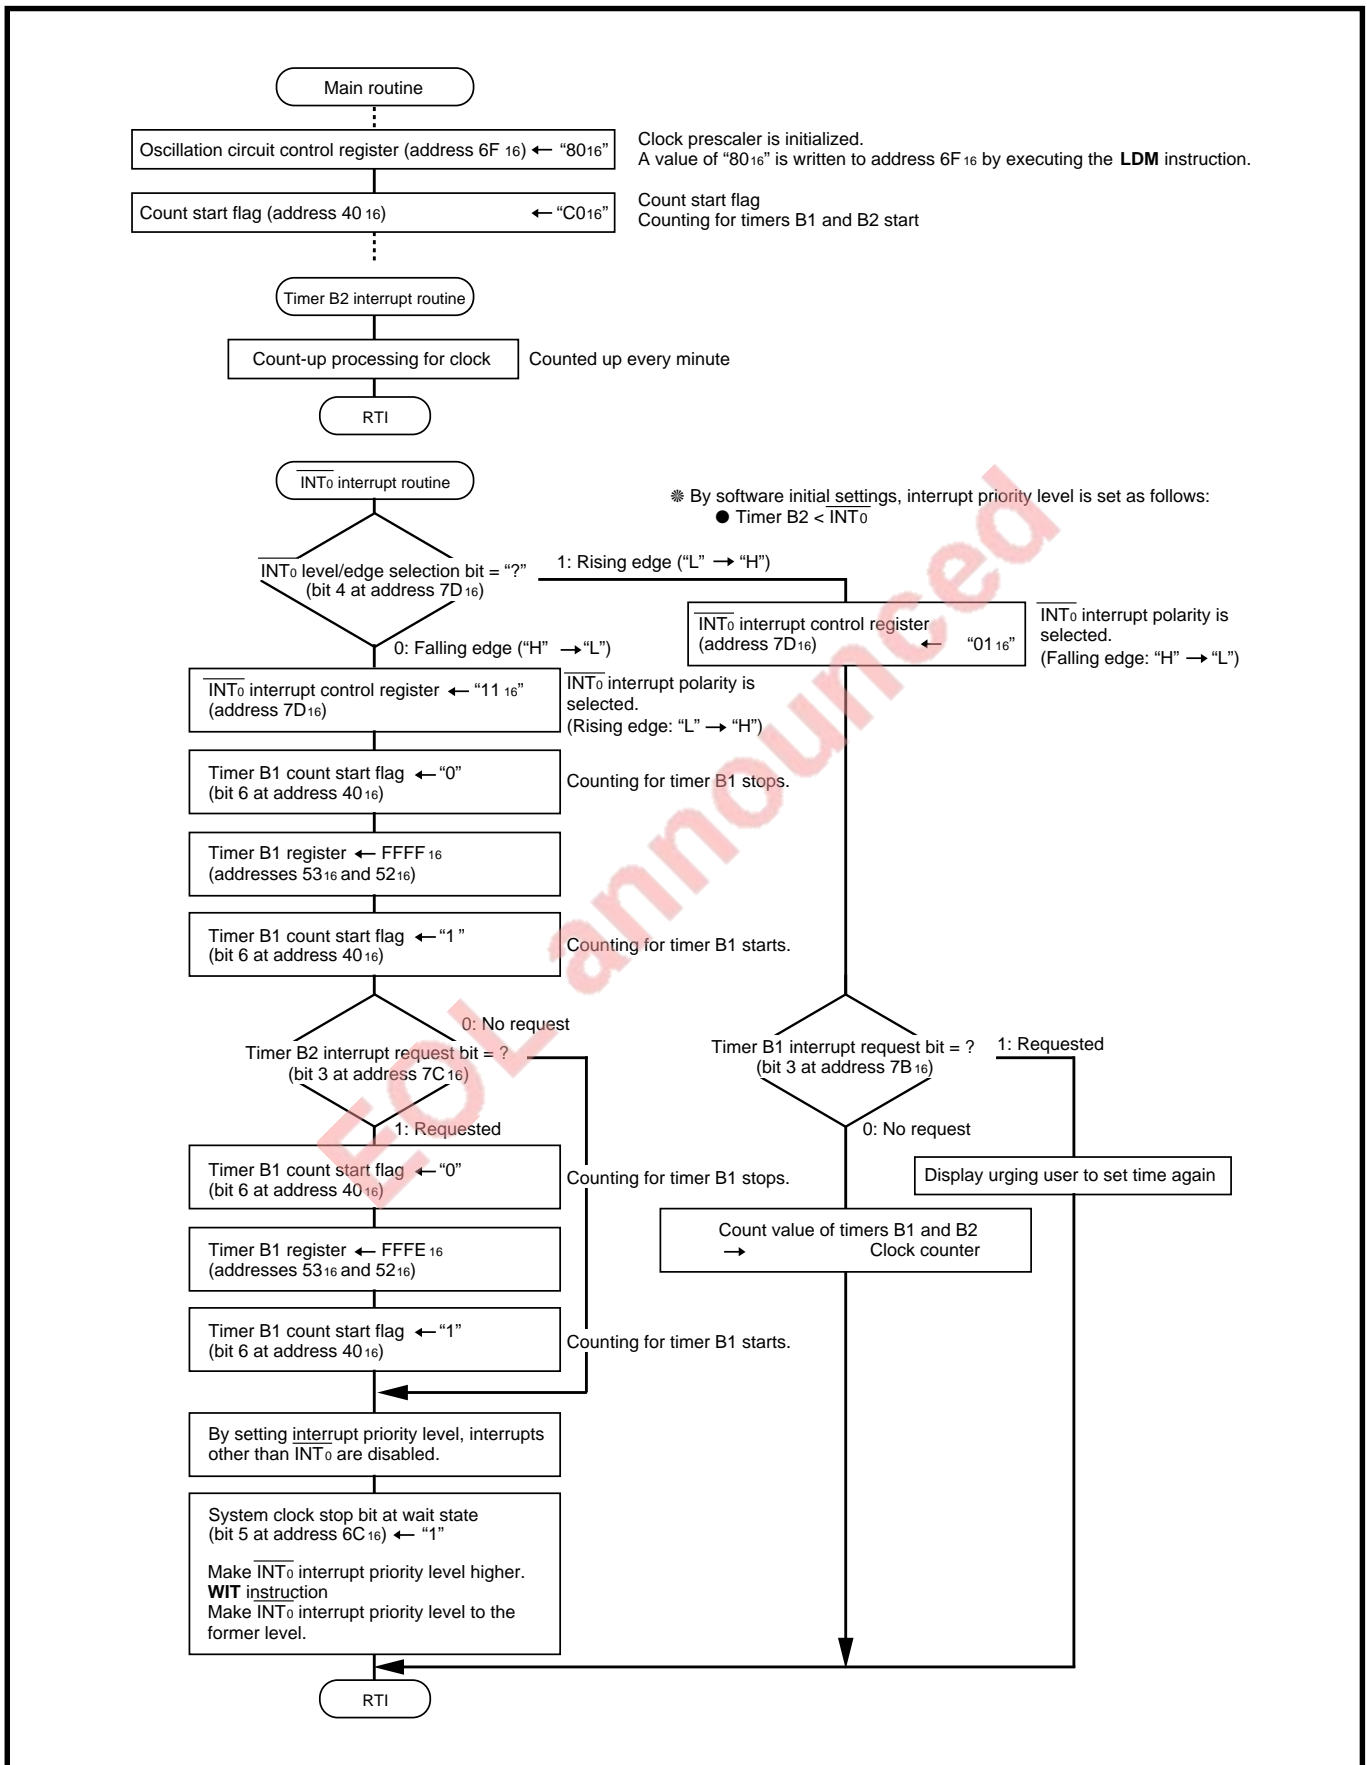 Main routine
Oscillation circuit control register (address 6F 16) ← “8016”
Clock prescaler is initialized.
A value of “8016” is written to address 6F 16 by executing the LDM instruction.
Count start flag (address 40 16) ← “C016”
Count start flag
Counting for timers B1 and B2 start
Timer B2 interrupt routine
Count-up processing for clock
Counted up every minute
RTI
INT0 interrupt routine
❋ By software initial settings, interrupt priority level is set as follows:
● Timer B2 < INT0
INT0 level/edge selection bit = “?”
(bit 4 at address 7D 16)
1: Rising edge (“L” → “H”)
0: Falling edge (“H” → “L”)
INT0 interrupt control register
(address 7D16) ← “01 16”
INT0 interrupt polarity is
selected.
(Falling edge: “H” → “L”)
INT0 interrupt control register ← “11 16”
(address 7D16)
INT0 interrupt polarity is
selected.
(Rising edge: “L” → “H”)
Timer B1 count start flag ← “0”
(bit 6 at address 4016)
Counting for timer B1 stops.
Timer B1 register ← FFFF 16
(addresses 5316 and 5216)
Timer B1 count start flag ← “1 ”
(bit 6 at address 4016)
Counting for timer B1 starts.
0: No request
Timer B2 interrupt request bit = ?
(bit 3 at address 7C16)
1: Requested
Timer B1 interrupt request bit = ?
(bit 3 at address 7B 16)
1: Requested
0: No request
Timer B1 count start flag ← “0”
(bit 6 at address 4016)
Counting for timer B1 stops.
Display urging user to set time again
Timer B1 register ← FFFE 16
(addresses 5316 and 5216)
Count value of timers B1 and B2
→ Clock counter
Timer B1 count start flag ← “1”
(bit 6 at address 4016)
Counting for timer B1 starts.
By setting interrupt priority level, interrupts
other than INT0 are disabled.
System clock stop bit at wait state
(bit 5 at address 6C 16) ← “1”
Make INT0 interrupt priority level higher.
WIT instruction
Make INT0 interrupt priority level to the
former level.
RTI
EOL announced